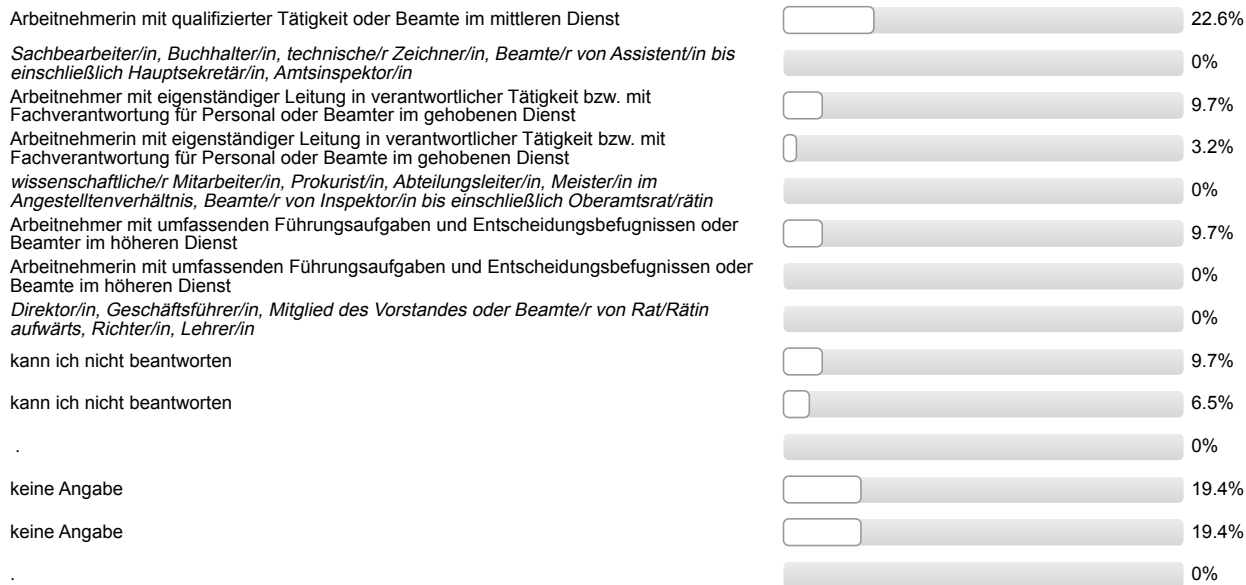 Arbeitnehmerin mit qualifizierter Tätigkeit oder Beamte im mittleren Dienst 22.6%
Sachbearbeiter/in, Buchhalter/in, technische/r Zeichner/in, Beamte/r von Assistent/in bis
einschließlich Hauptsekretär/in, Amtsinspektor/in 0%
Arbeitnehmer mit eigenständiger Leitung in verantwortlicher Tätigkeit bzw. mit
Fachverantwortung für Personal oder Beamter im gehobenen Dienst 9.7%
Arbeitnehmerin mit eigenständiger Leitung in verantwortlicher Tätigkeit bzw. mit
Fachverantwortung für Personal oder Beamte im gehobenen Dienst 3.2%
wissenschaftliche/r Mitarbeiter/in, Prokurist/in, Abteilungsleiter/in, Meister/in im
Angestelltenverhältnis, Beamte/r von Inspektor/in bis einschließlich Oberamtsrat/rätin 0%
Arbeitnehmer mit umfassenden Führungsaufgaben und Entscheidungsbefugnissen oder
Beamter im höheren Dienst 9.7%
Arbeitnehmerin mit umfassenden Führungsaufgaben und Entscheidungsbefugnissen oder
Beamte im höheren Dienst 0%
Direktor/in, Geschäftsführer/in, Mitglied des Vorstandes oder Beamte/r von Rat/Rätin
aufwärts, Richter/in, Lehrer/in 0%
kann ich nicht beantworten 9.7%
kann ich nicht beantworten 6.5%
. 0%
keine Angabe 19.4%
keine Angabe 19.4%
. 0%